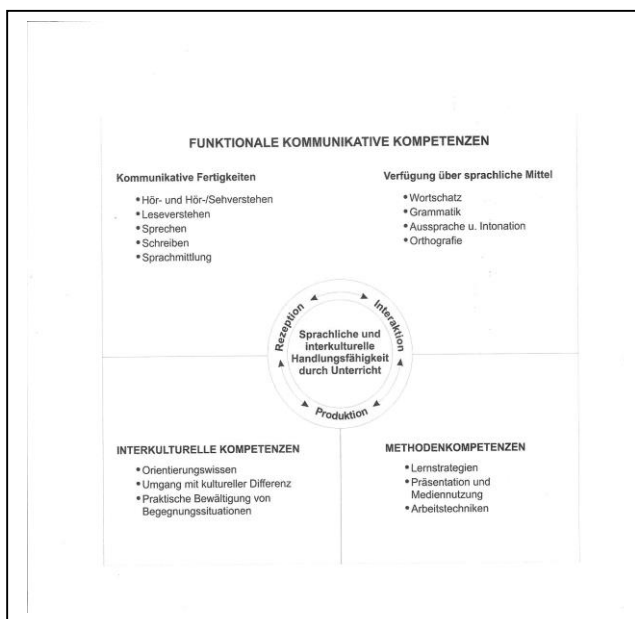 FUNKTIONALE KOMMUNIKATIVE KOMPETENZEN
Kommunikative Fertigkeiten
• Hör- und Hör-/Sehverstehen
• Leseverstehen
• Sprechen
• Schreiben
• Sprachmittlung
Verfügung über sprachliche Mittel
• Wortschatz
• Grammatik
• Aussprache u. Intonation
• Orthografie
Rezeption
Interaktion
Sprachliche und
interkulturelle
Handlungsfähigkeit
durch Unterricht
Produktion
INTERKULTURELLE KOMPETENZEN
• Orientierungswissen
• Umgang mit kultureller Differenz
• Praktische Bewältigung von
Begegnungssituationen
METHODENKOMPETENZEN
• Lernstrategien
• Präsentation und
Mediennutzung
• Arbeitstechniken